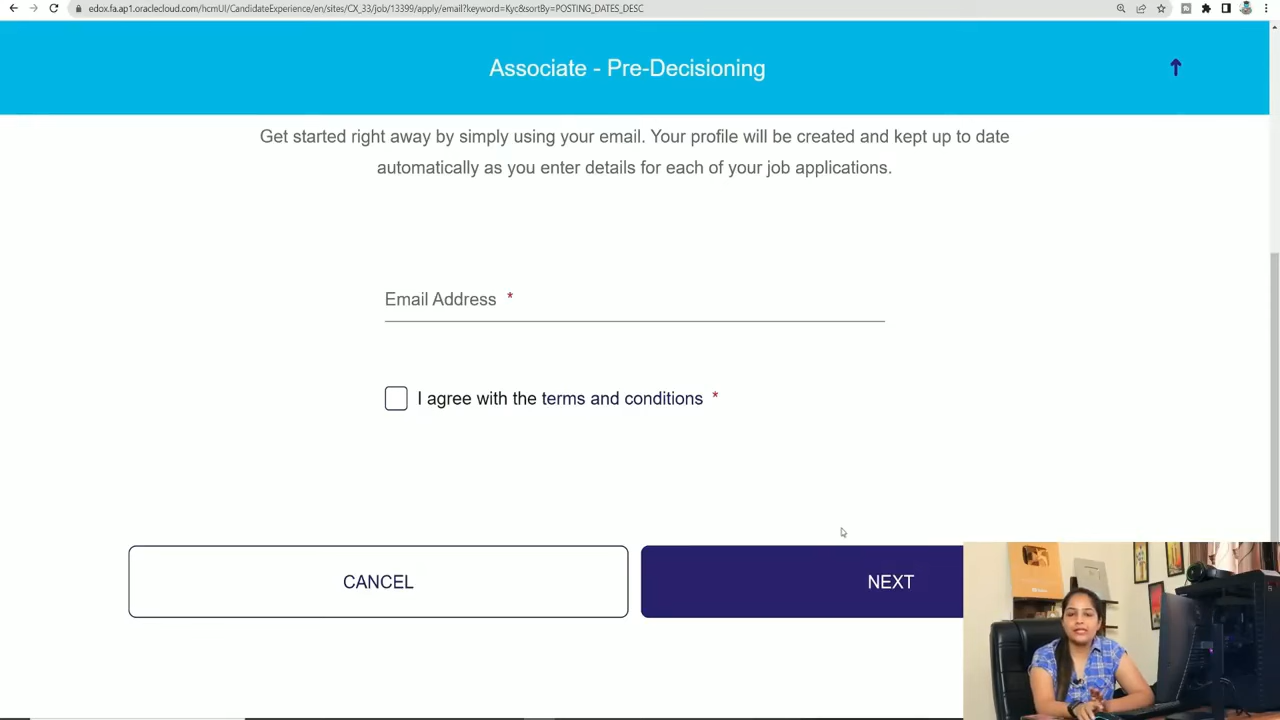 edox.fa.ap1.oraclecloud.com/hcmUI/CandidateExperience/en/sites/CX_33/job/13399/apply/email?keyword=Kyc&sortBy=POSTING_DATES_DESC
Associate - Pre-Decisioning
Get started right away by simply using your email. Your profile will be created and kept up to date
automatically as you enter details for each of your job applications.
Email Address *
I agree with the terms and conditions *
CANCEL
NEXT